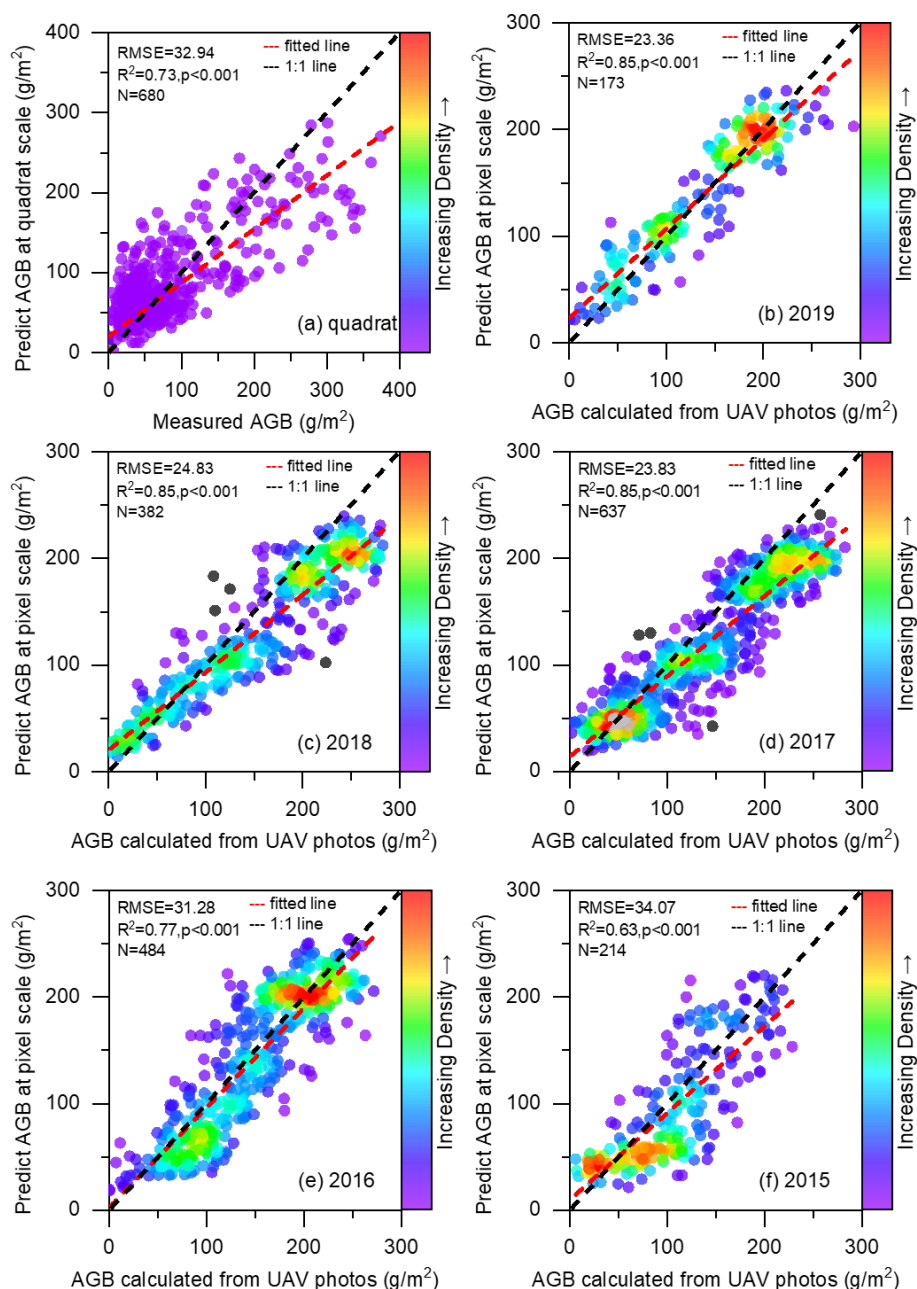 Predict AGB at quadrat scale (g/m²)
400
300
200
100
0
RMSE=32.94
R²=0.73,p<0.001
N=680
fitted line
1:1 line
(a) quadrat
Increasing Density →
0 100 200 300 400
Measured AGB (g/m²)
Predict AGB at pixel scale (g/m²)
300
200
100
0
RMSE=23.36
R²=0.85,p<0.001
N=173
fitted line
1:1 line
(b) 2019
Increasing Density →
0 100 200 300
AGB calculated from UAV photos (g/m²)
Predict AGB at pixel scale (g/m²)
300
200
100
0
RMSE=24.83
R²=0.85,p<0.001
N=382
fitted line
1:1 line
(c) 2018
Increasing Density →
0 100 200 300
AGB calculated from UAV photos (g/m²)
Predict AGB at pixel scale (g/m²)
300
200
100
0
RMSE=23.83
R²=0.85,p<0.001
N=637
fitted line
1:1 line
(d) 2017
Increasing Density →
0 100 200 300
AGB calculated from UAV photos (g/m²)
Predict AGB at pixel scale (g/m²)
300
200
100
0
RMSE=31.28
R²=0.77,p<0.001
N=484
fitted line
1:1 line
(e) 2016
Increasing Density →
0 100 200 300
AGB calculated from UAV photos (g/m²)
Predict AGB at pixel scale (g/m²)
300
200
100
0
RMSE=34.07
R²=0.63,p<0.001
N=214
fitted line
1:1 line
(f) 2015
Increasing Density →
0 100 200 300
AGB calculated from UAV photos (g/m²)